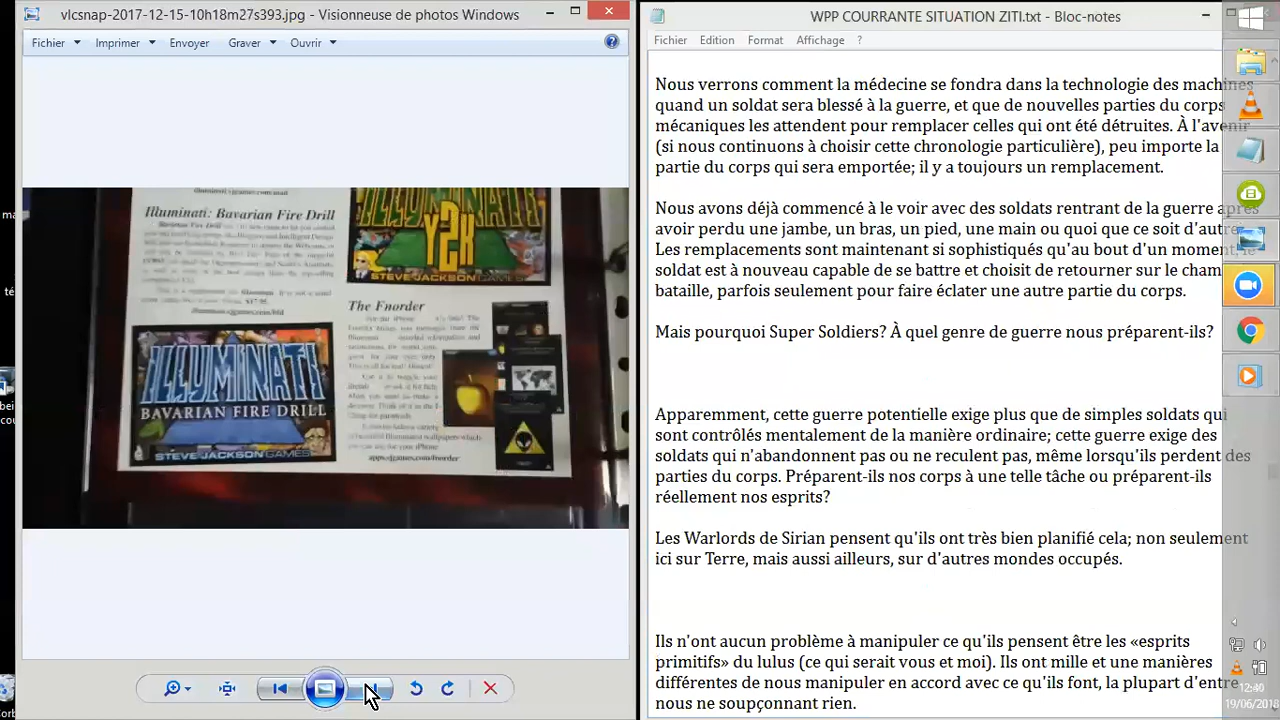 vlcsnap-2017-12-15-10h18m27s393.jpg - Visionneuse de photos Windows
Fichier Imprimer Envoyer Graver Ouvrir
Illuminati: Bavarian Fire Drill
ILLUMINATI
Y2K
STEVE JACKSON GAMES
The Fnorder
ILLUMINATI
BAVARIAN FIRE DRILL
STEVE JACKSON GAMES
WPP COURRANTE SITUATION ZITI.txt - Bloc-notes
Fichier Edition Format Affichage ?
Nous verrons comment la médecine se fondra dans la technologie des machines
quand un soldat sera blessé à la guerre, et que de nouvelles parties du corps
mécaniques les attendent pour remplacer celles qui ont été détruites. À l'avenir
(si nous continuons à choisir cette chronologie particulière), peu importe la
partie du corps qui sera emportée; il y a toujours un remplacement.
Nous avons déjà commencé à le voir avec des soldats rentrant de la guerre après
avoir perdu une jambe, un bras, un pied, une main ou quoi que ce soit d'autre.
Les remplacements sont maintenant si sophistiqués qu'au bout d'un moment, le
soldat est à nouveau capable de se battre et choisit de retourner sur le cham
bataille, parfois seulement pour faire éclater une autre partie du corps.
Mais pourquoi Super Soldiers? À quel genre de guerre nous préparent-ils?
Apparemment, cette guerre potentielle exige plus que de simples soldats qui
sont contrôlés mentalement de la manière ordinaire; cette guerre exige des
soldats qui n'abandonnent pas ou ne reculent pas, même lorsqu'ils perdent des
parties du corps. Préparent-ils nos corps à une telle tâche ou préparent-ils
réellement nos esprits?
Les Warlords de Sirian pensent qu'ils ont très bien planifié cela; non seulement
ici sur Terre, mais aussi ailleurs, sur d'autres mondes occupés.
Ils n'ont aucun problème à manipuler ce qu'ils pensent être les «esprits
primitifs» du lulus (ce qui serait vous et moi). Ils ont mille et une manières
différentes de nous manipuler en accord avec ce qu'ils font, la plupart d'entre
nous ne soupçonnant rien.
12:40
19/06/2018